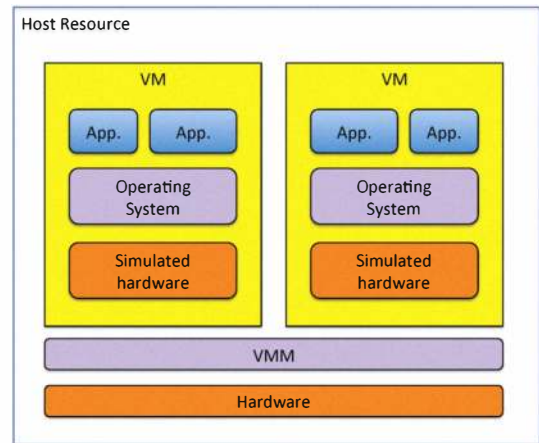 Host Resource
VM
VM
App.
App.
App.
App.
Operating
System
Operating
System
Simulated
hardware
Simulated
hardware
VMM
Hardware